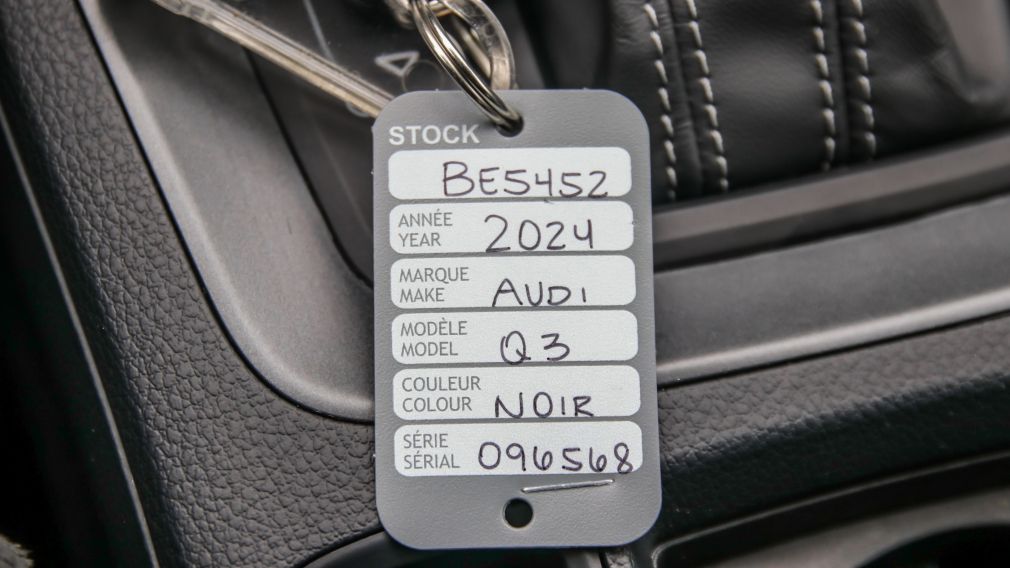 STOCK
BE5452
ANNÉE
YEAR 2024
MARQUE
MAKE AUDI
MODÈLE
MODEL Q3
COULEUR
COLOUR NOIR
SÉRIE
SÉRIAL 096568